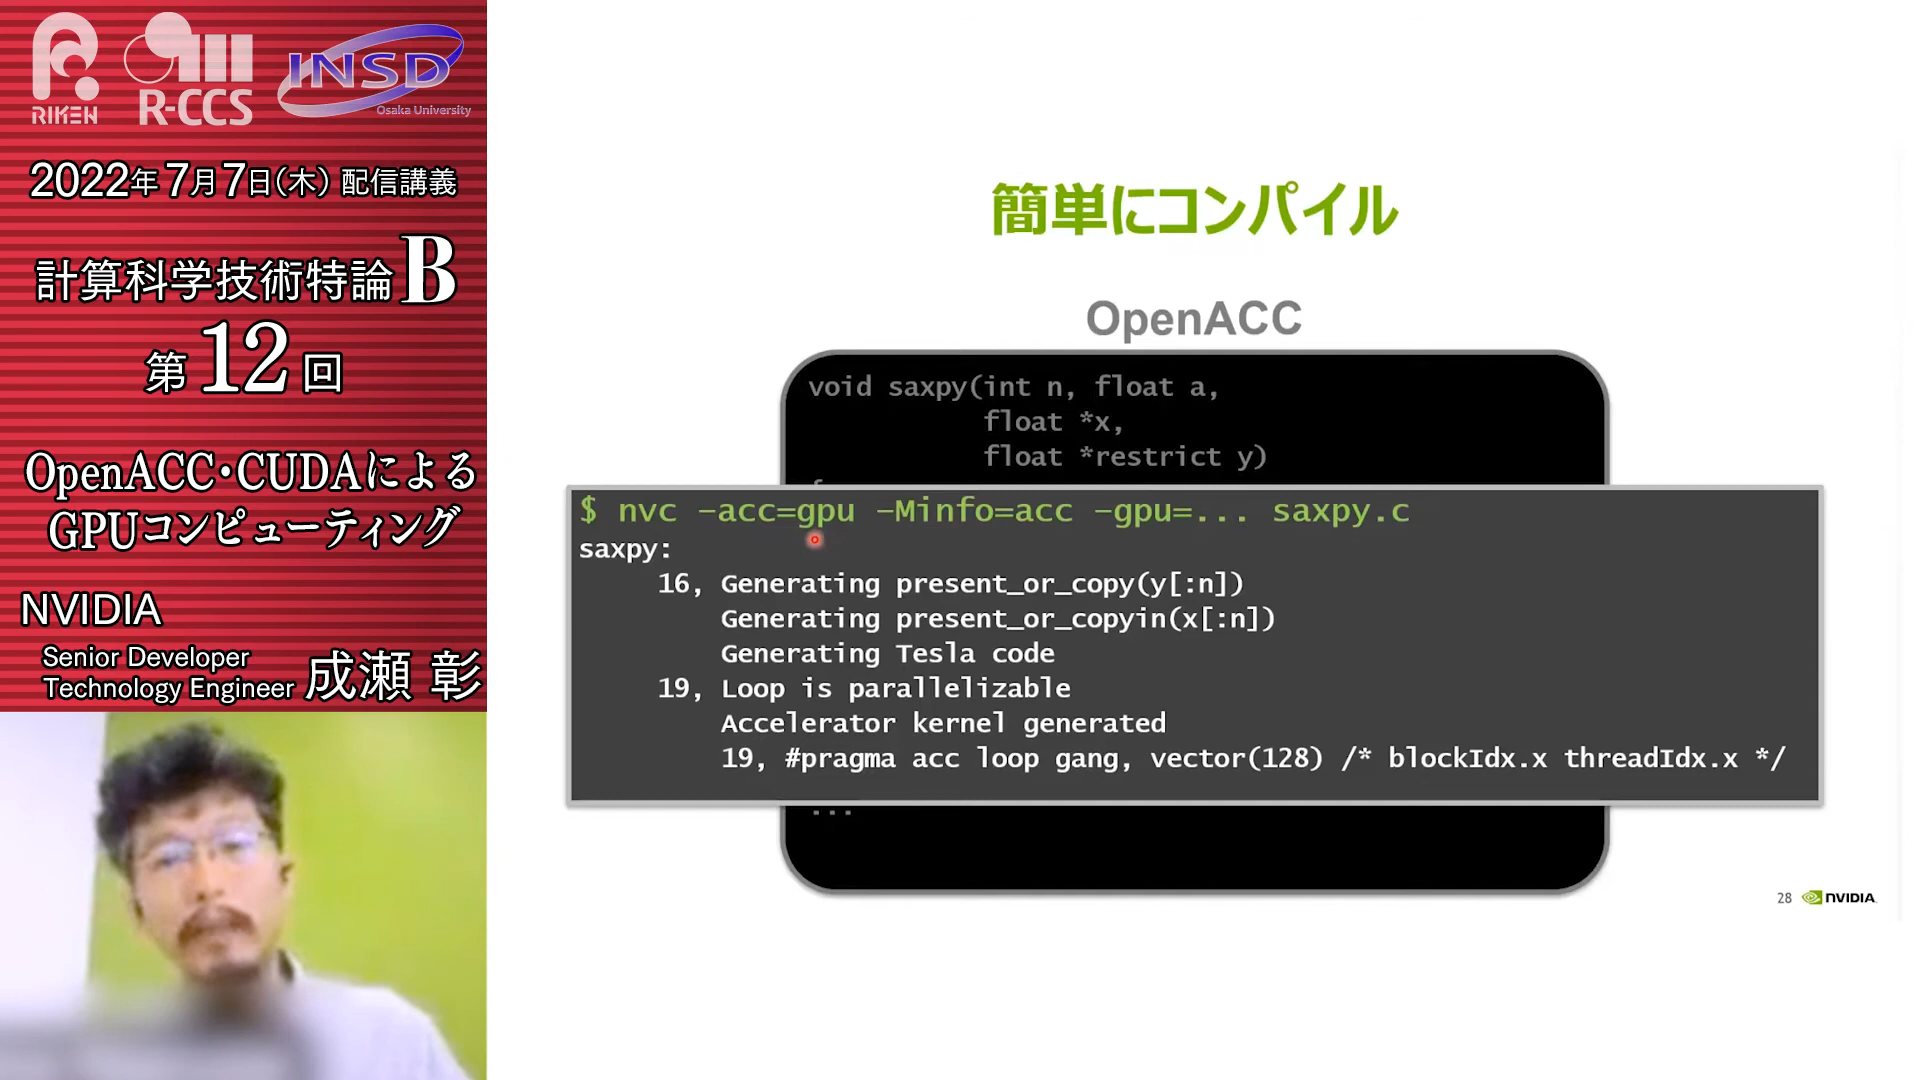 RIKEN
R-CCS
INSD
Osaka University
2022年7月7日(木) 配信講義
計算科学技術特論B
第12回
OpenACC・CUDAによる
GPUコンピューティング
NVIDIA
Senior Developer
Technology Engineer 成瀬 彰
簡単にコンパイル
OpenACC
void saxpy(int n, float a,
float *x,
float *restrict y)
$ nvc -acc=gpu -Minfo=acc -gpu=... saxpy.c
saxpy:
16, Generating present_or_copy(y[:n])
Generating present_or_copyin(x[:n])
Generating Tesla code
19, Loop is parallelizable
Accelerator kernel generated
19, #pragma acc loop gang, vector(128) /* blockIdx.x threadIdx.x */
...
28 NVIDIA.